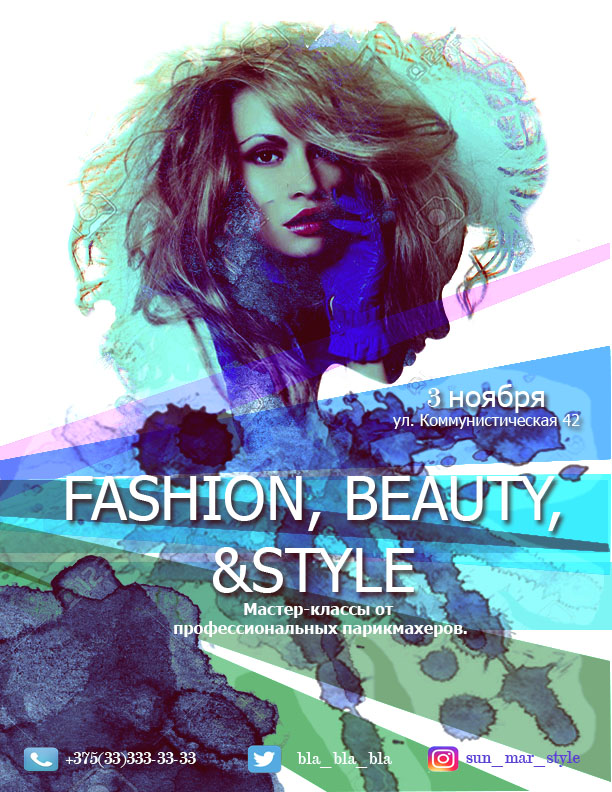 3 ноября
ул. Коммунистическая 42
FASHION, BEAUTY,
&STYLE
Мастер-классы от
профессиональных парикмахеров.
+375(33)333-33-33
bla_bla_bla
sun_mar_style